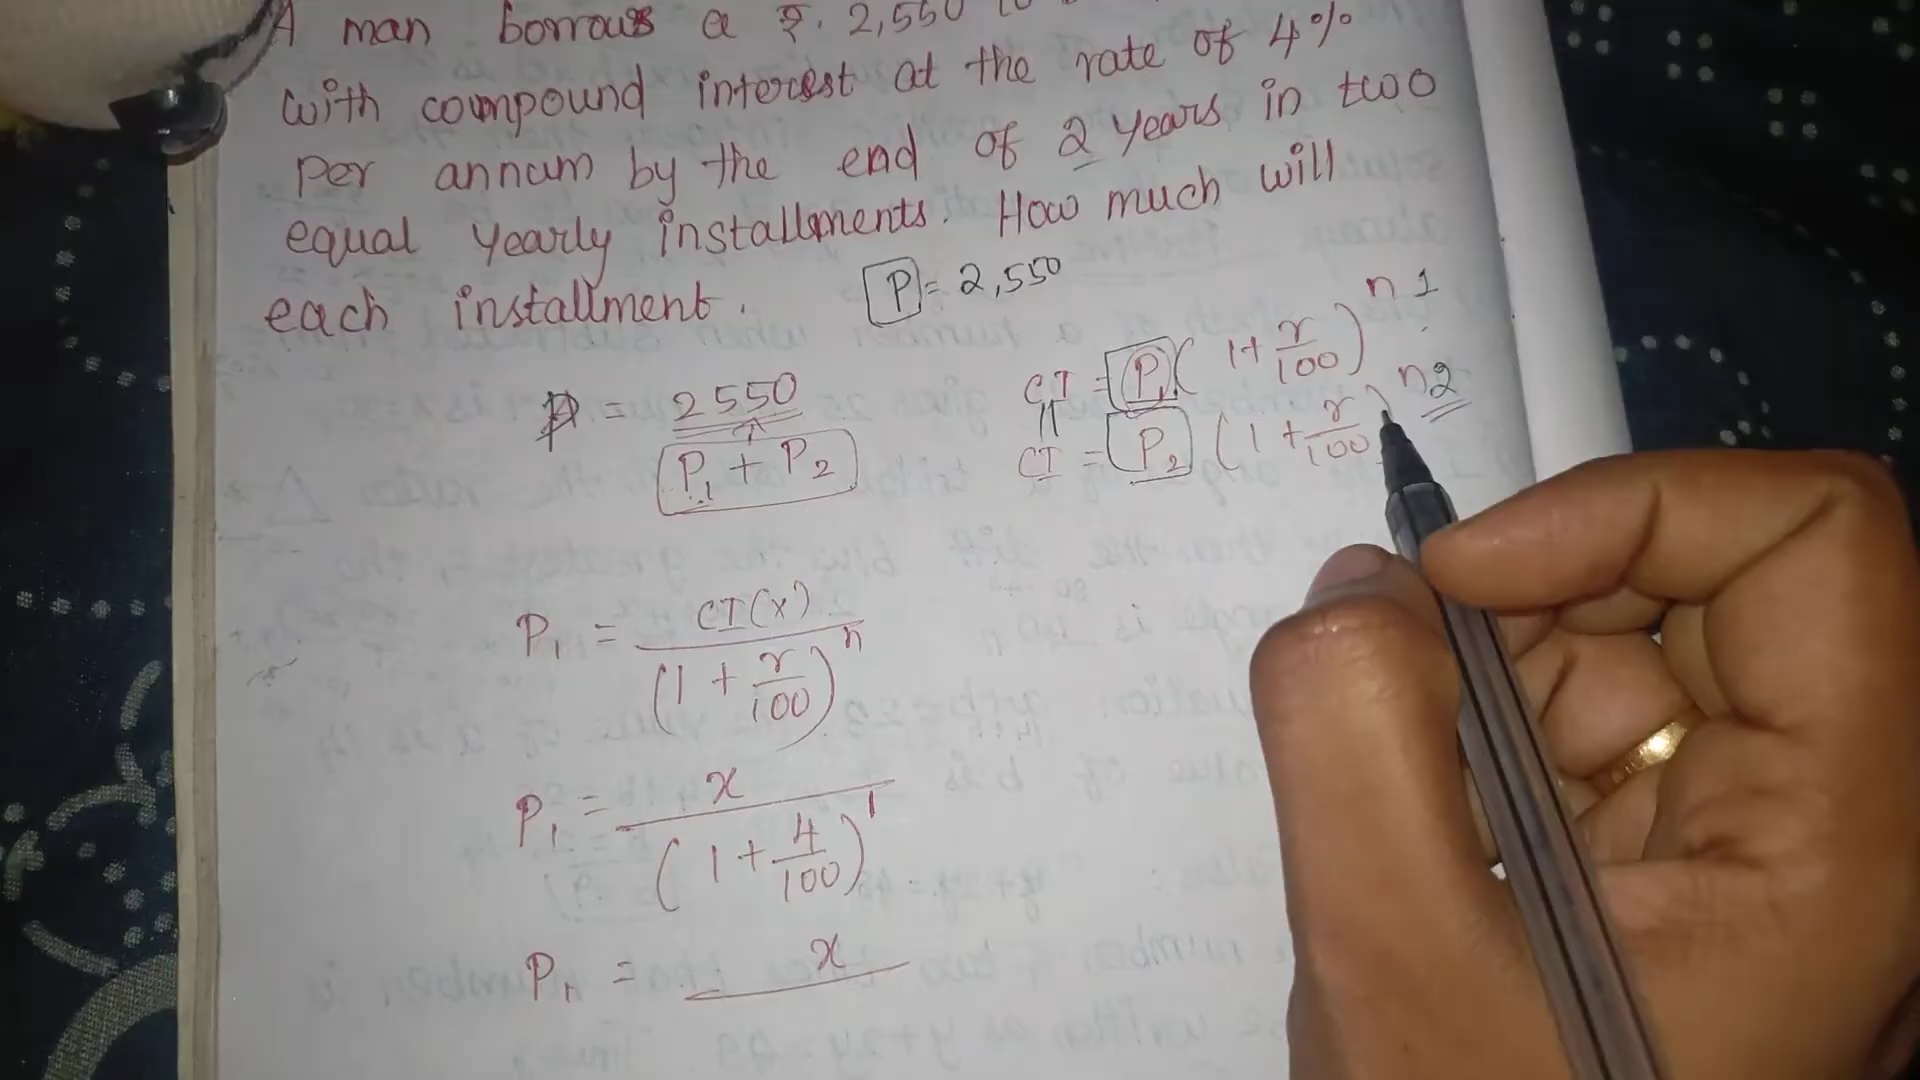 A man borrows a ₹. 2,550
with compound interest at the rate of 4%
per annam by the end of 2 years in two
equal yearly installments. How much will
each installment.
P = 2,550
P = 2550
P1 + P2
CI = P1 ( 1 + r/100 )^n 1
CI = P2 ( 1 + r/100 )^n 2
P1 = CI(x) / ( 1 + r/100 )^n
P1 = x / ( 1 + 4/100 )^1
P1 = x